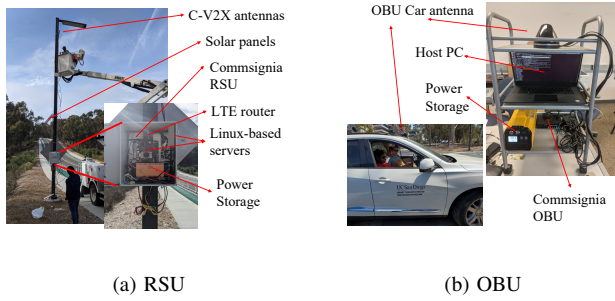 C-V2X antennas
Solar panels
Commsignia
RSU
LTE router
Linux-based
servers
Power
Storage
(a) RSU
OBU Car antenna
Host PC
Power
Storage
UC San Diego
Commsignia
OBU
(b) OBU